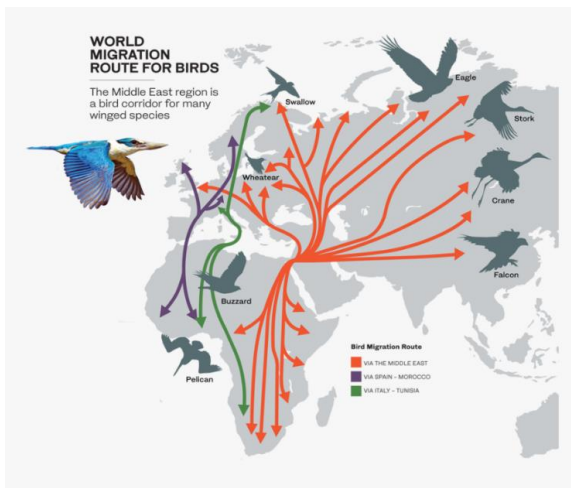 WORLD
MIGRATION
ROUTE FOR BIRDS
The Middle East region is
a bird corridor for many
winged species
Eagle
Swallow
Stork
Wheatear
Crane
Falcon
Buzzard
Pelican
Bird Migration Route
VIA THE MIDDLE EAST
VIA SPAIN – MOROCCO
VIA ITALY – TUNISIA